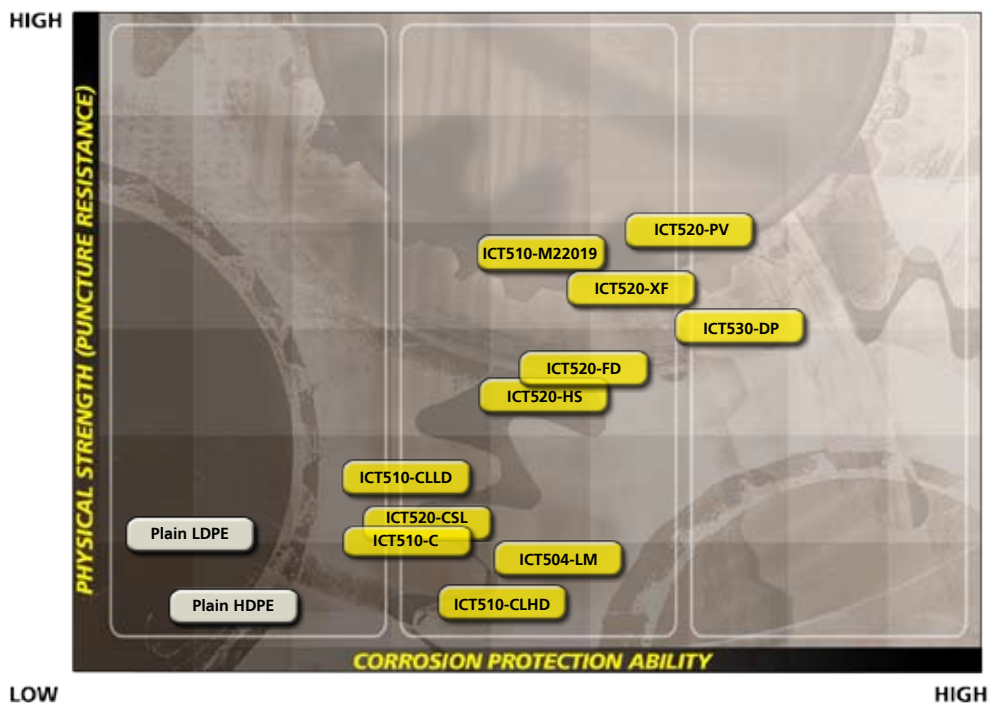 HIGH
PHYSICAL STRENGTH (PUNCTURE RESISTANCE)
ICT520-PV
ICT510-M22019
ICT520-XF
ICT530-DP
ICT520-FD
ICT520-HS
ICT510-CLLD
ICT520-CSL
Plain LDPE
ICT510-C
ICT504-LM
Plain HDPE
ICT510-CLHD
CORROSION PROTECTION ABILITY
LOW
HIGH